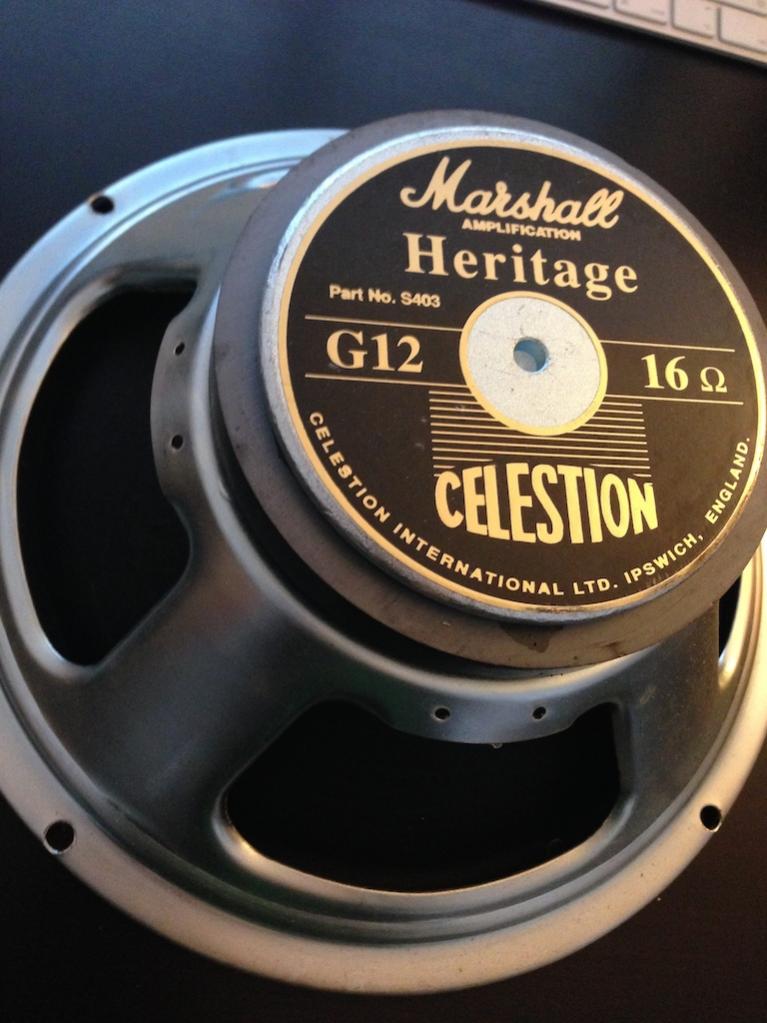 Marshall
AMPLIFICATION
Heritage
Part No. S403
G12
16 Ω
CELESTION
CELESTION INTERNATIONAL LTD. IPSWICH, ENGLAND.